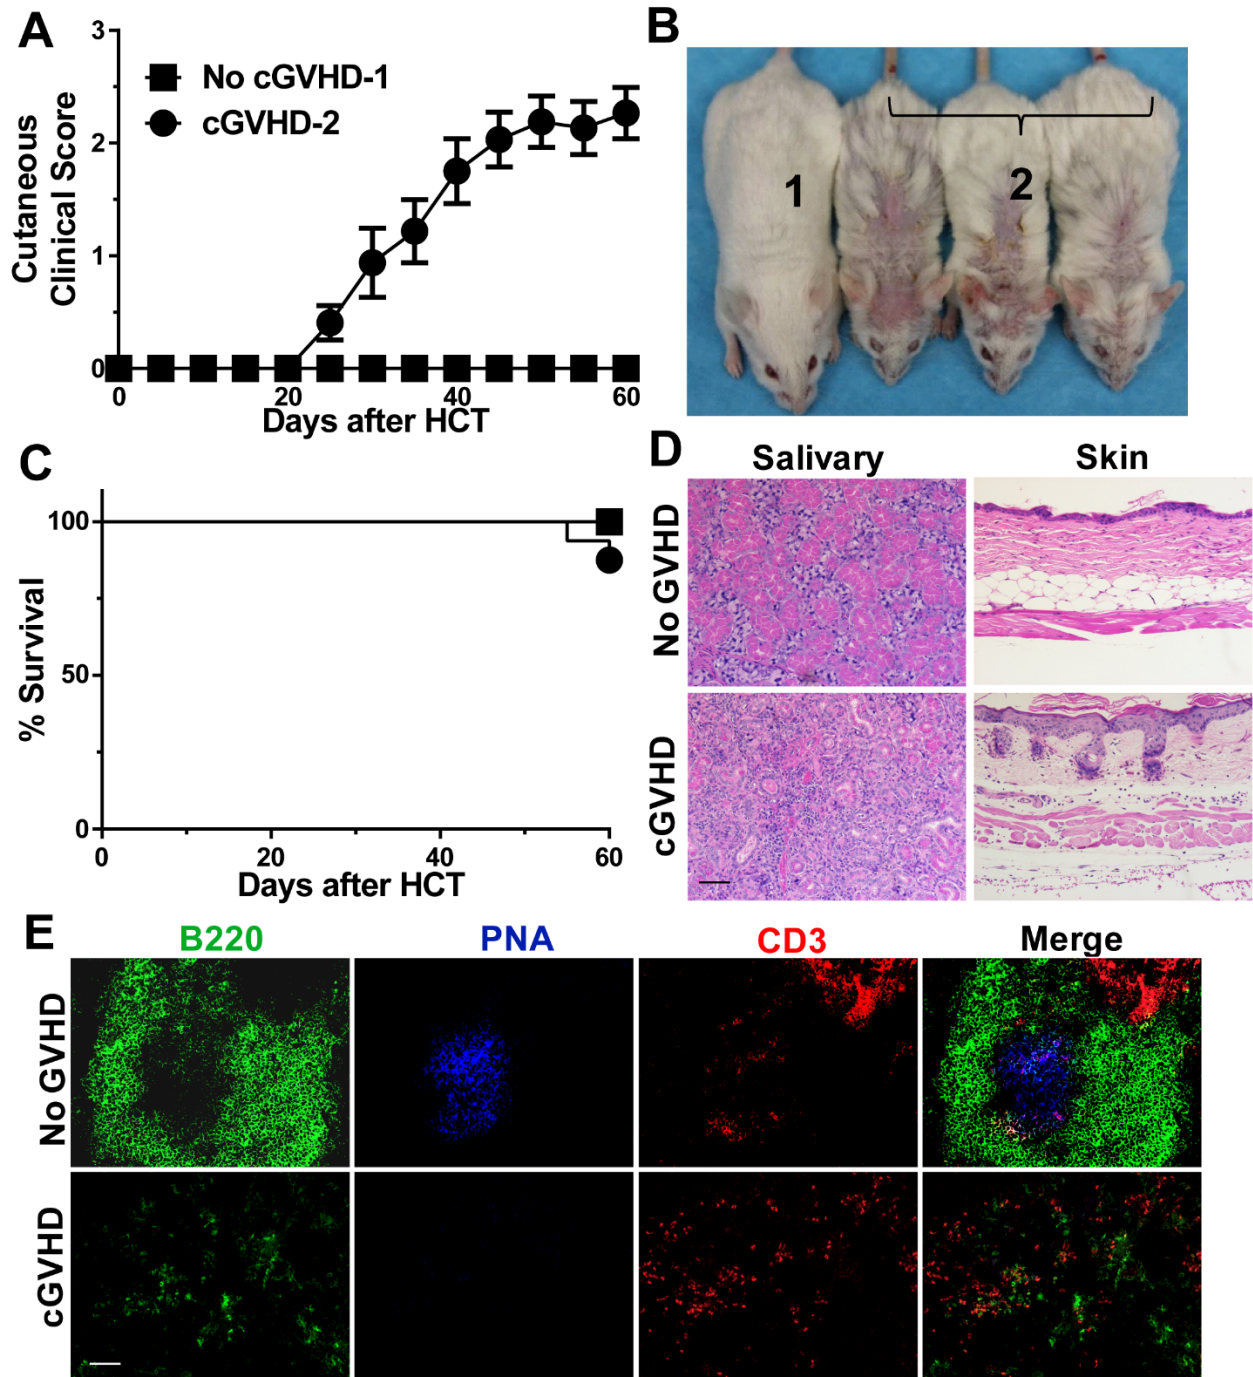 A
3
2
1
0
Cutaneous
Clinical Score
No cGVHD-1
cGVHD-2
0
20
40
60
Days after HCT
B
1
2
C
100
50
0
% Survival
0
20
40
60
Days after HCT
D
Salivary
Skin
No GVHD
cGVHD
E
B220
PNA
CD3
Merge
No GVHD
cGVHD